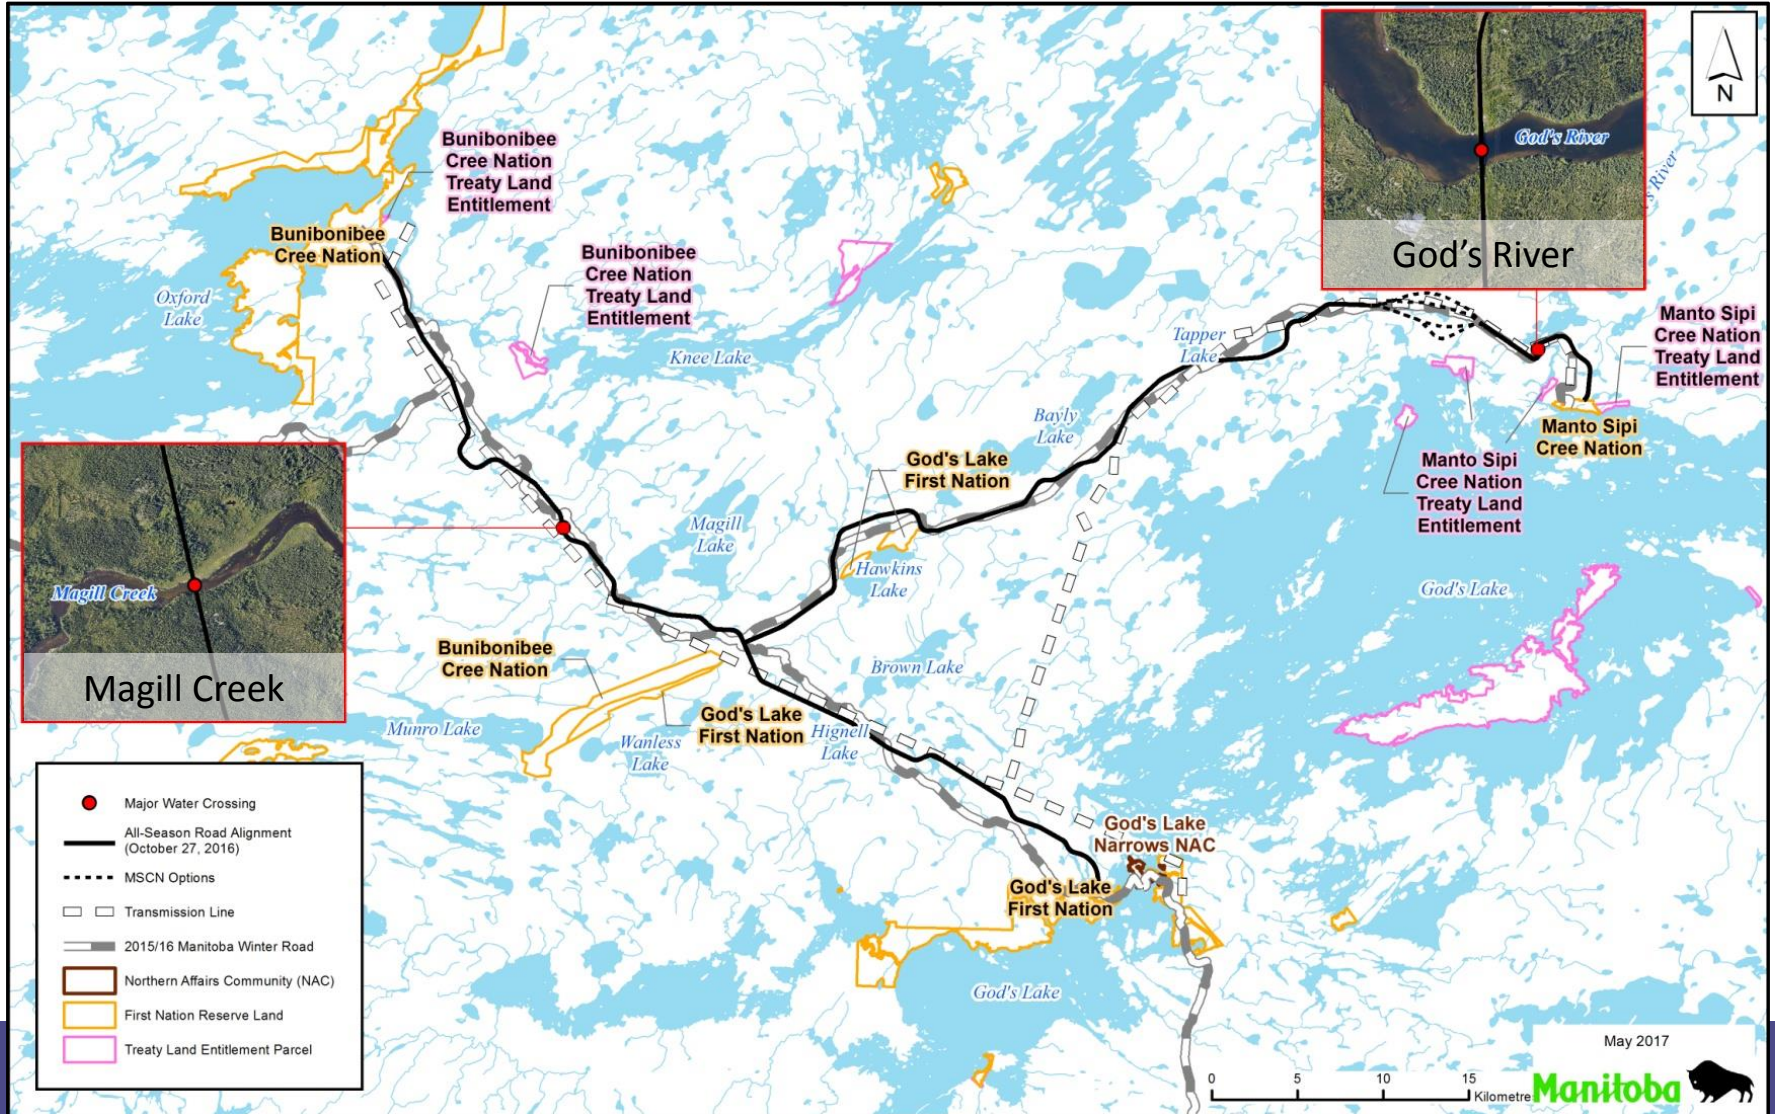 Bunibonibee
Cree Nation
Treaty Land
Entitlement
God's River
N
s River
God's River
Bunibonibee
Cree Nation
Bunibonibee
Cree Nation
Treaty Land
Entitlement
Oxford
Lake
Knee Lake
Tapper
Lake
Manto Sipi
Cree Nation
Treaty Land
Entitlement
Bayly
Lake
Manto Sipi
Cree Nation
God's Lake
First Nation
Manto Sipi
Cree Nation
Treaty Land
Entitlement
Magill
Lake
Hawkins
Lake
God's Lake
Magill Creek
Magill Creek
Bunibonibee
Cree Nation
Brown Lake
Munro Lake
Wanless
Lake
God's Lake
First Nation
Hignell
Lake
God's Lake
Narrows NAC
God's Lake
First Nation
God's Lake
Major Water Crossing
All-Season Road Alignment
(October 27, 2016)
MSCN Options
Transmission Line
2015/16 Manitoba Winter Road
Northern Affairs Community (NAC)
First Nation Reserve Land
Treaty Land Entitlement Parcel
May 2017
0 5 10 15
Kilometre
Manitoba